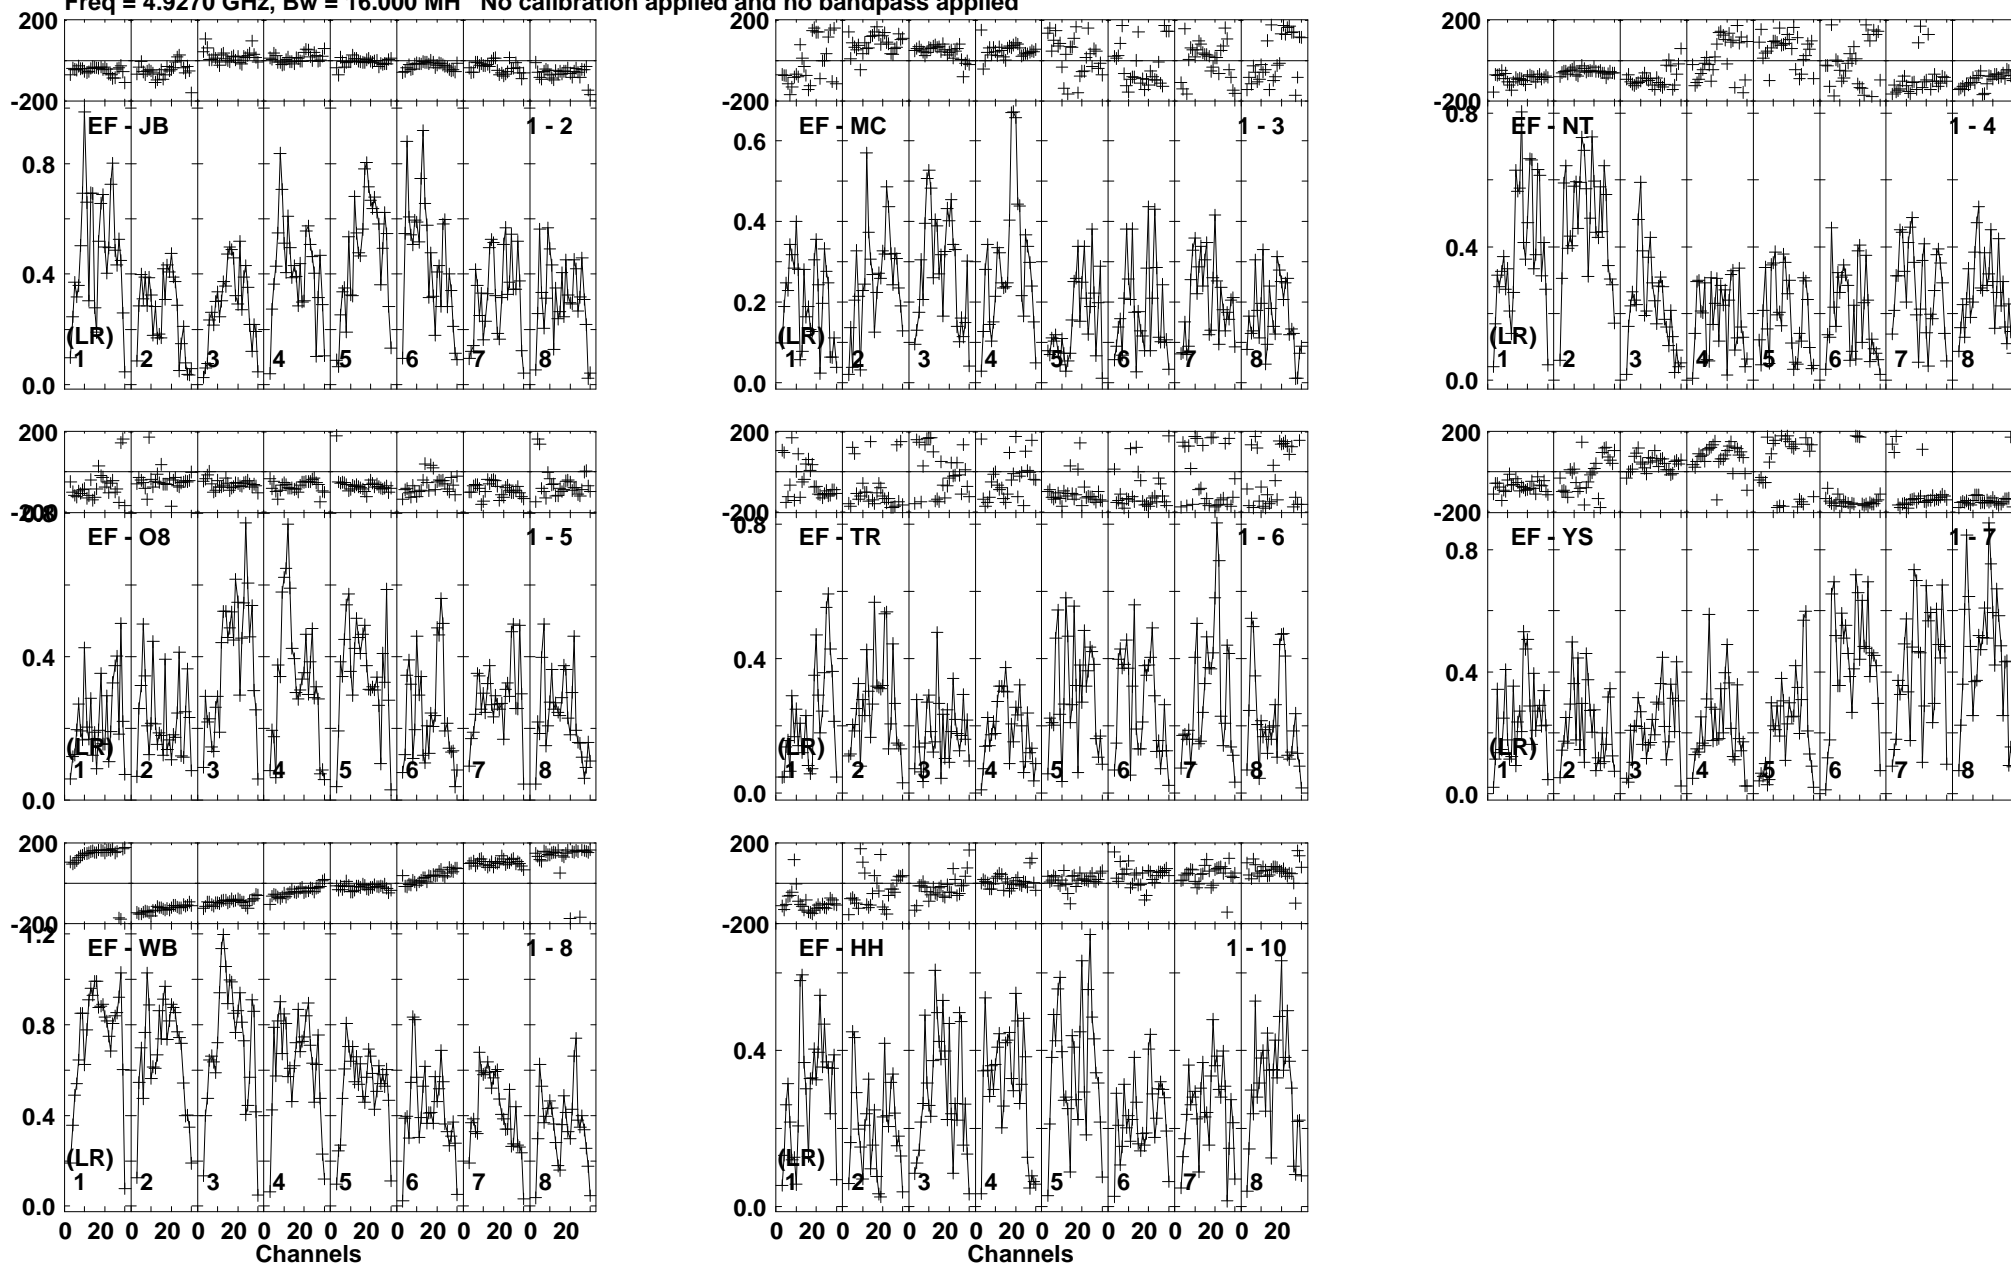 Freq = 4.9270 GHz, Bw = 16.000 MH No calibration applied and no bandpass applied
200 200 200
-200 -200 -200
EF - JB 1 - 2 EF - MC 1 - 3 0.8 EF - NT 1 - 4
0.8 0.6
0.4 0.4 0.4
0.2
(LR) (LR) (LR)
1 2 3 4 5 6 7 8 1 2 3 4 5 6 7 8 1 2 3 4 5 6 7 8
0.0 0.0 0.0
200 200 200
-200 -200 -200
0.8 EF - O8 1 - 5 0.8 EF - TR 1 - 6 EF - YS 1 - 7
0.8
0.4 0.4 0.4
(LR) (LR) (LR)
1 2 3 4 5 6 7 8 1 2 3 4 5 6 7 8 1 2 3 4 5 6 7 8
0.0 0.0 0.0
200 200
-200 -200
1.2 EF - WB 1 - 8 EF - HH 1 - 10
0.8
0.4 0.4
(LR) (LR)
1 2 3 4 5 6 7 8 1 2 3 4 5 6 7 8
0.0 0.0
0 20 0 20 0 20 0 20 0 20 0 20 0 20 0 20 0 20 0 20 0 20 0 20 0 20 0 20 0 20 0 20
Channels Channels